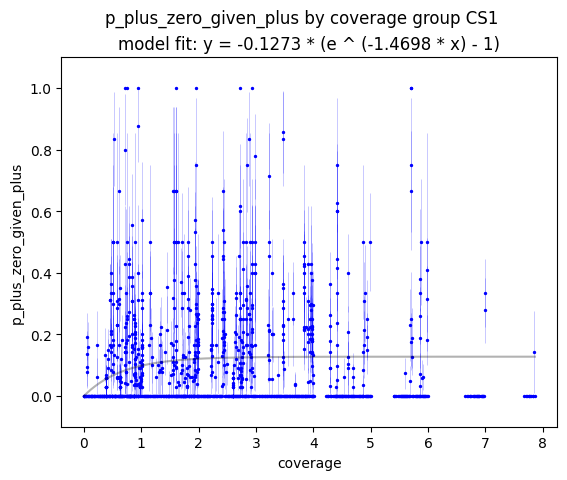 p_plus_zero_given_plus by coverage group CS1
model fit: y = -0.1273 * (e ^ (-1.4698 * x) - 1)
1.0
0.8
0.6
0.4
0.2
0.0
p_plus_zero_given_plus
0 1 2 3 4 5 6 7 8
coverage